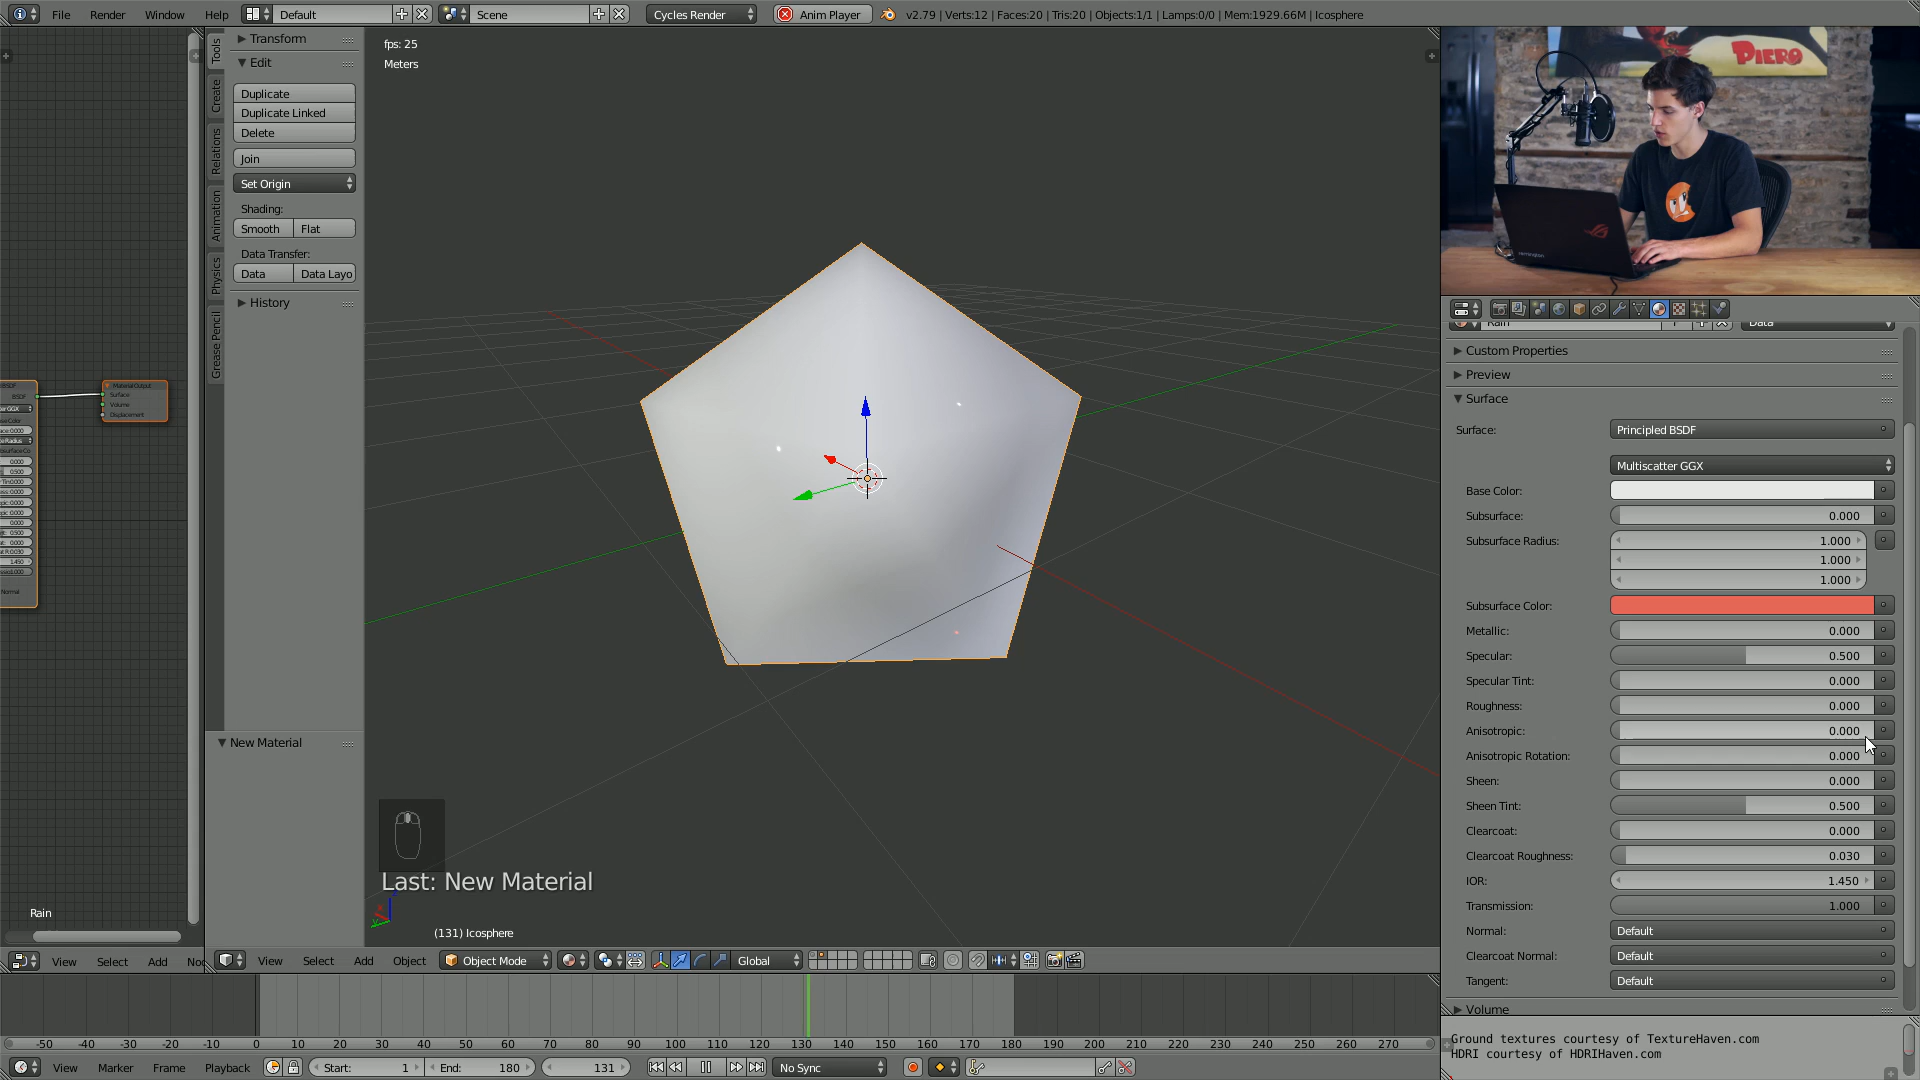 File Render Window Help Default Scene Cycles Render Anim Player v2.79 | Verts:12 | Faces:20 | Tris:20 | Objects:1/1 | Lamps:0/0 | Mem:1929.66M | Icosphere
Tools
Create
Relations
Animation
Physics
Grease Pencil
Transform
Edit
Duplicate
Duplicate Linked
Delete
Join
Set Origin
Shading:
Smooth Flat
Data Transfer:
Data Data Layo
History
New Material
fps: 25
Meters
Last: New Material
(131) Icosphere
Material Output
Surface
Volume
Displacement
BSDF
Normal
Rain
PIERO
Rain Data
Custom Properties
Preview
Surface
Surface: Principled BSDF
Multiscatter GGX
Base Color:
Subsurface: 0.000
Subsurface Radius: 1.000
1.000
1.000
Subsurface Color:
Metallic: 0.000
Specular: 0.500
Specular Tint: 0.000
Roughness: 0.000
Anisotropic: 0.000
Anisotropic Rotation: 0.000
Sheen: 0.000
Sheen Tint: 0.500
Clearcoat: 0.000
Clearcoat Roughness: 0.030
IOR: 1.450
Transmission: 1.000
Normal: Default
Clearcoat Normal: Default
Tangent: Default
Volume
Ground textures courtesy of TextureHaven.com
HDRI courtesy of HDRIHaven.com
View Select Add No
View Select Add Object Object Mode Global
-50 -40 -30 -20 -10 0 10 20 30 40 50 60 70 80 90 100 110 120 130 140 150 160 170 180 190 200 210 220 230 240 250 260 270
View Marker Frame Playback Start: 1 End: 180 131 No Sync